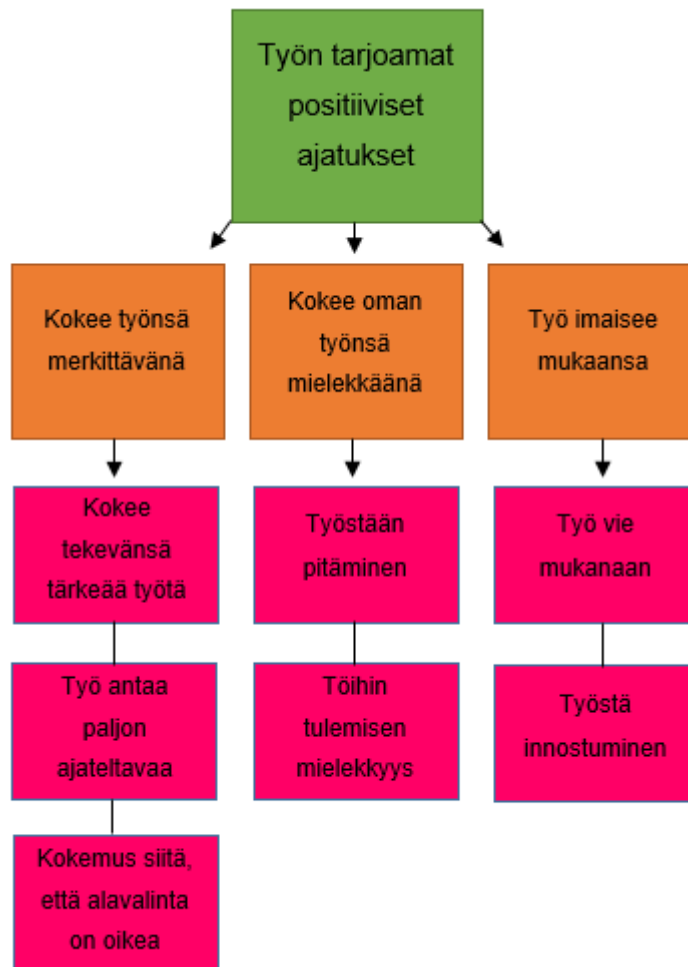 Työn tarjoamat
positiiviset
ajatukset
Kokee työnsä
merkittävänä
Kokee oman
työnsä
mielekkäänä
Työ imaisee
mukaansa
Kokee
tekevänsä
tärkeää työtä
Työstään
pitäminen
Työ vie
mukanaan
Työ antaa
paljon
ajateltavaa
Töihin
tulemisen
mielekkyys
Työstä
innostuminen
Kokemus siitä,
että alavalinta
on oikea